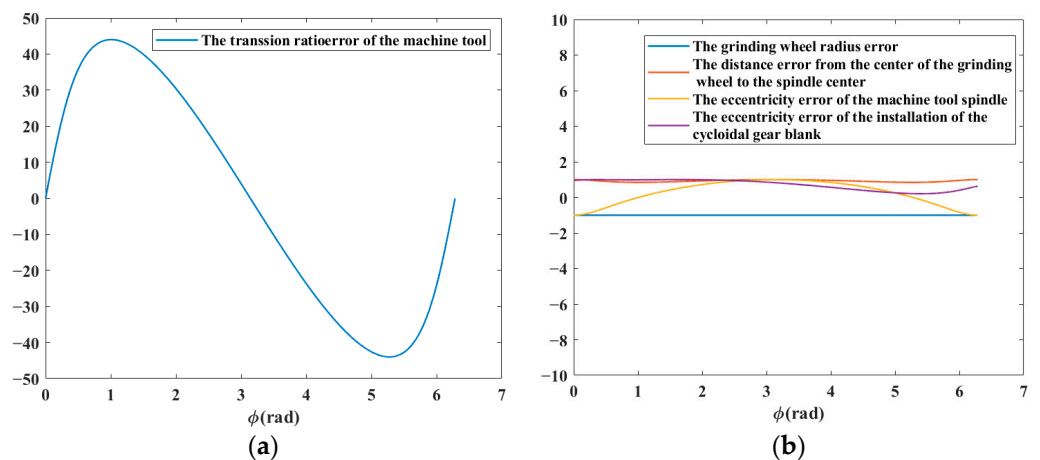 50
40
30
20
10
0
−10
−20
−30
−40
−50
0 1 2 3 4 5 6 7
ϕ(rad)
The transsion ratioerror of the machine tool
(a)
10
8
6
4
2
0
−2
−4
−6
−8
−10
0 1 2 3 4 5 6 7
ϕ(rad)
The grinding wheel radius error
The distance error from the center of the grinding
wheel to the spindle center
The eccentricity error of the machine tool spindle
The eccentricity error of the installation of the
cycloidal gear blank
(b)